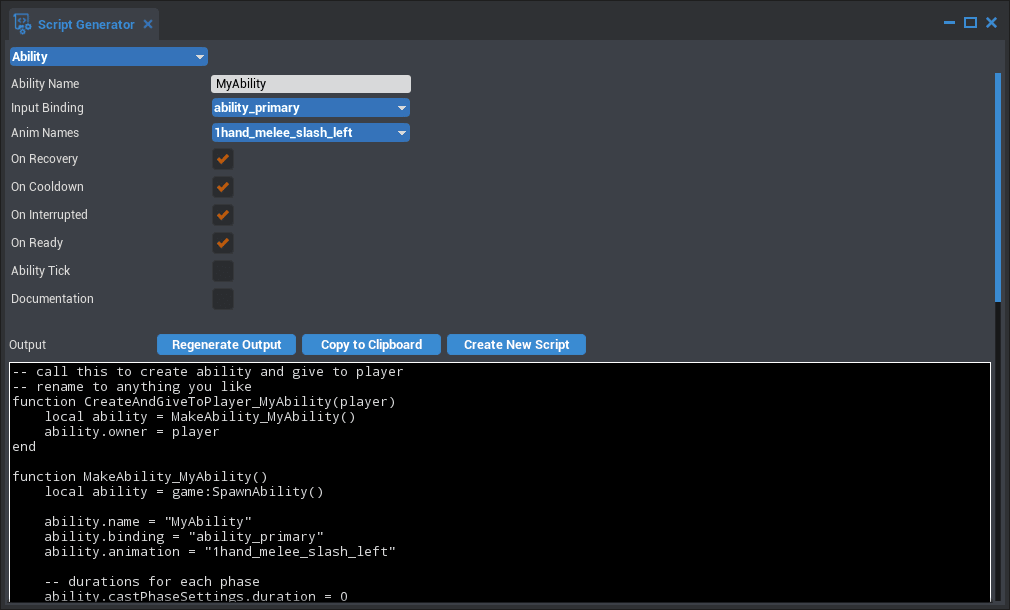 Script Generator
Ability
Ability Name MyAbility
Input Binding ability_primary
Anim Names 1hand_melee_slash_left
On Recovery
On Cooldown
On Interrupted
On Ready
Ability Tick
Documentation
Output Regenerate Output Copy to Clipboard Create New Script
-- call this to create ability and give to player
-- rename to anything you like
function CreateAndGiveToPlayer_MyAbility(player)
    local ability = MakeAbility_MyAbility()
    ability.owner = player
end
function MakeAbility_MyAbility()
    local ability = game:SpawnAbility()
    ability.name = "MyAbility"
    ability.binding = "ability_primary"
    ability.animation = "1hand_melee_slash_left"
    -- durations for each phase
    ability.castPhaseSettings.duration = 0